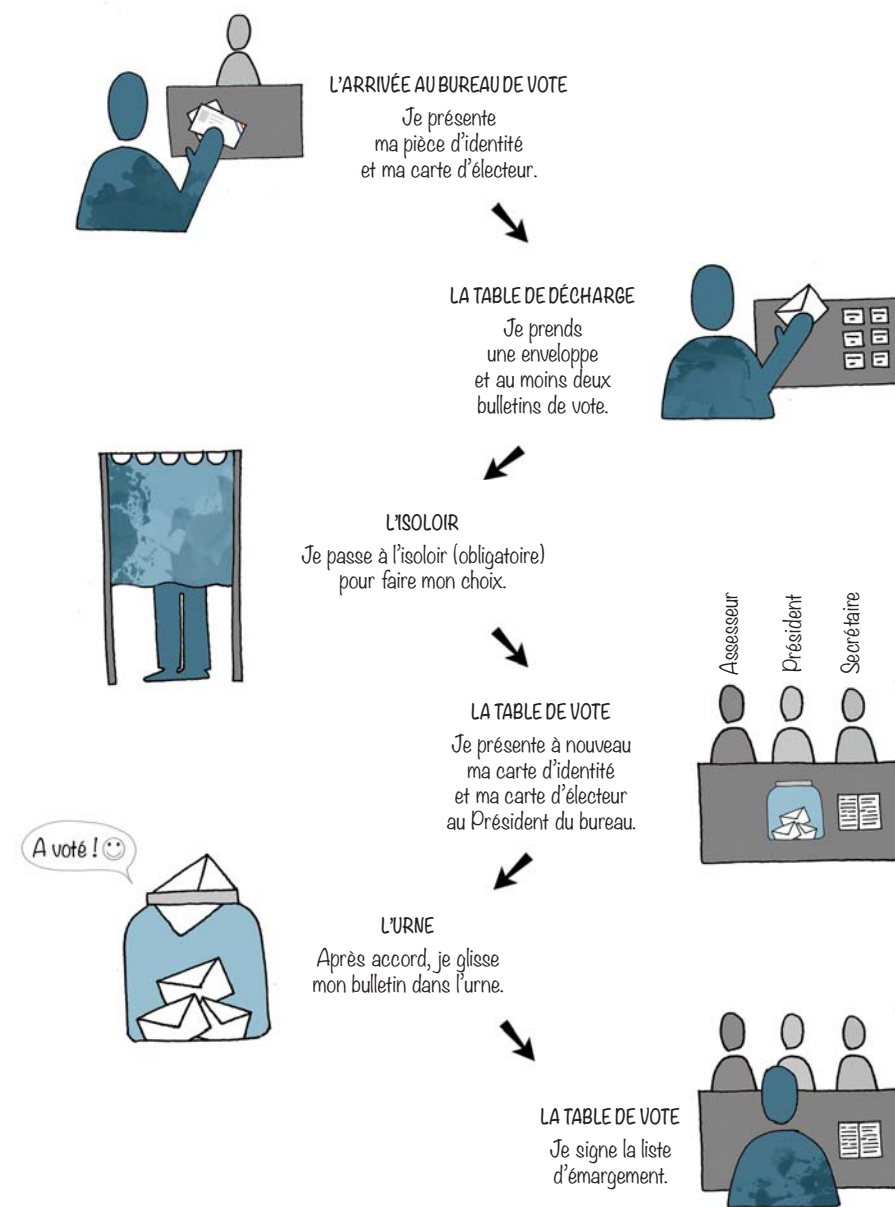 L'ARRIVÉE AU BUREAU DE VOTE
Je présente
ma pièce d'identité
et ma carte d'électeur.
LA TABLE DE DÉCHARGE
Je prends
une enveloppe
et au moins deux
bulletins de vote.
L'ISOLOIR
Je passe à l'isoloir (obligatoire)
pour faire mon choix.
Assesseur
Président
Secrétaire
LA TABLE DE VOTE
Je présente à nouveau
ma carte d'identité
et ma carte d'électeur
au Président du bureau.
A voté !
L'URNE
Après accord, je glisse
mon bulletin dans l'urne.
LA TABLE DE VOTE
Je signe la liste
d'émargement.